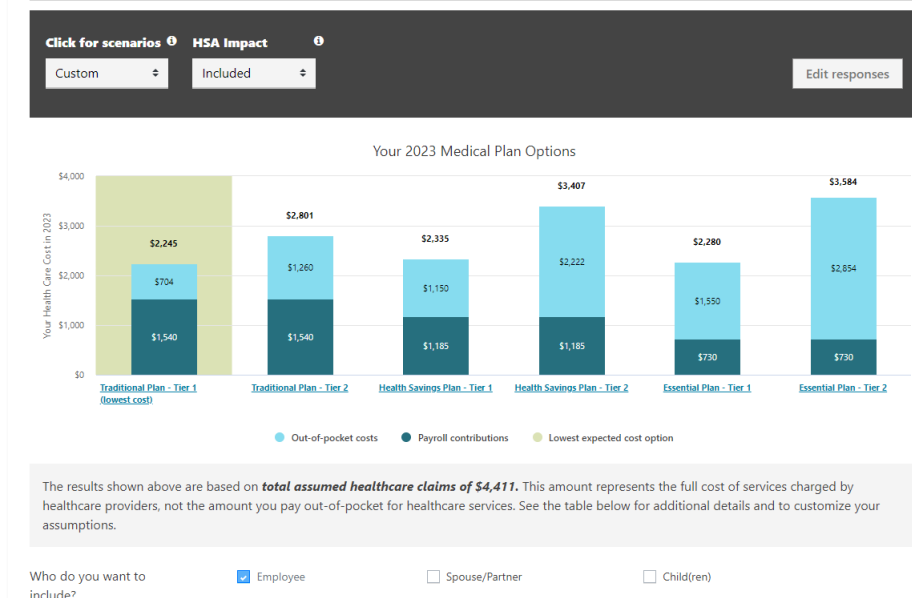 Click for scenarios i HSA Impact i
Custom Included Edit responses
Your 2023 Medical Plan Options
Your Health Care Cost in 2023
$4,000
$3,000
$2,000
$1,000
$0
$2,245
$704
$1,540
$2,801
$1,260
$1,540
$2,335
$1,150
$1,185
$3,407
$2,222
$1,185
$2,280
$1,550
$730
$3,584
$2,854
$730
Traditional Plan - Tier 1
(lowest cost)
Traditional Plan - Tier 2
Health Savings Plan - Tier 1
Health Savings Plan - Tier 2
Essential Plan - Tier 1
Essential Plan - Tier 2
Out-of-pocket costs Payroll contributions Lowest expected cost option
The results shown above are based on total assumed healthcare claims of $4,411. This amount represents the full cost of services charged by
healthcare providers, not the amount you pay out-of-pocket for healthcare services. See the table below for additional details and to customize your
assumptions.
Who do you want to
include?
Employee Spouse/Partner Child(ren)